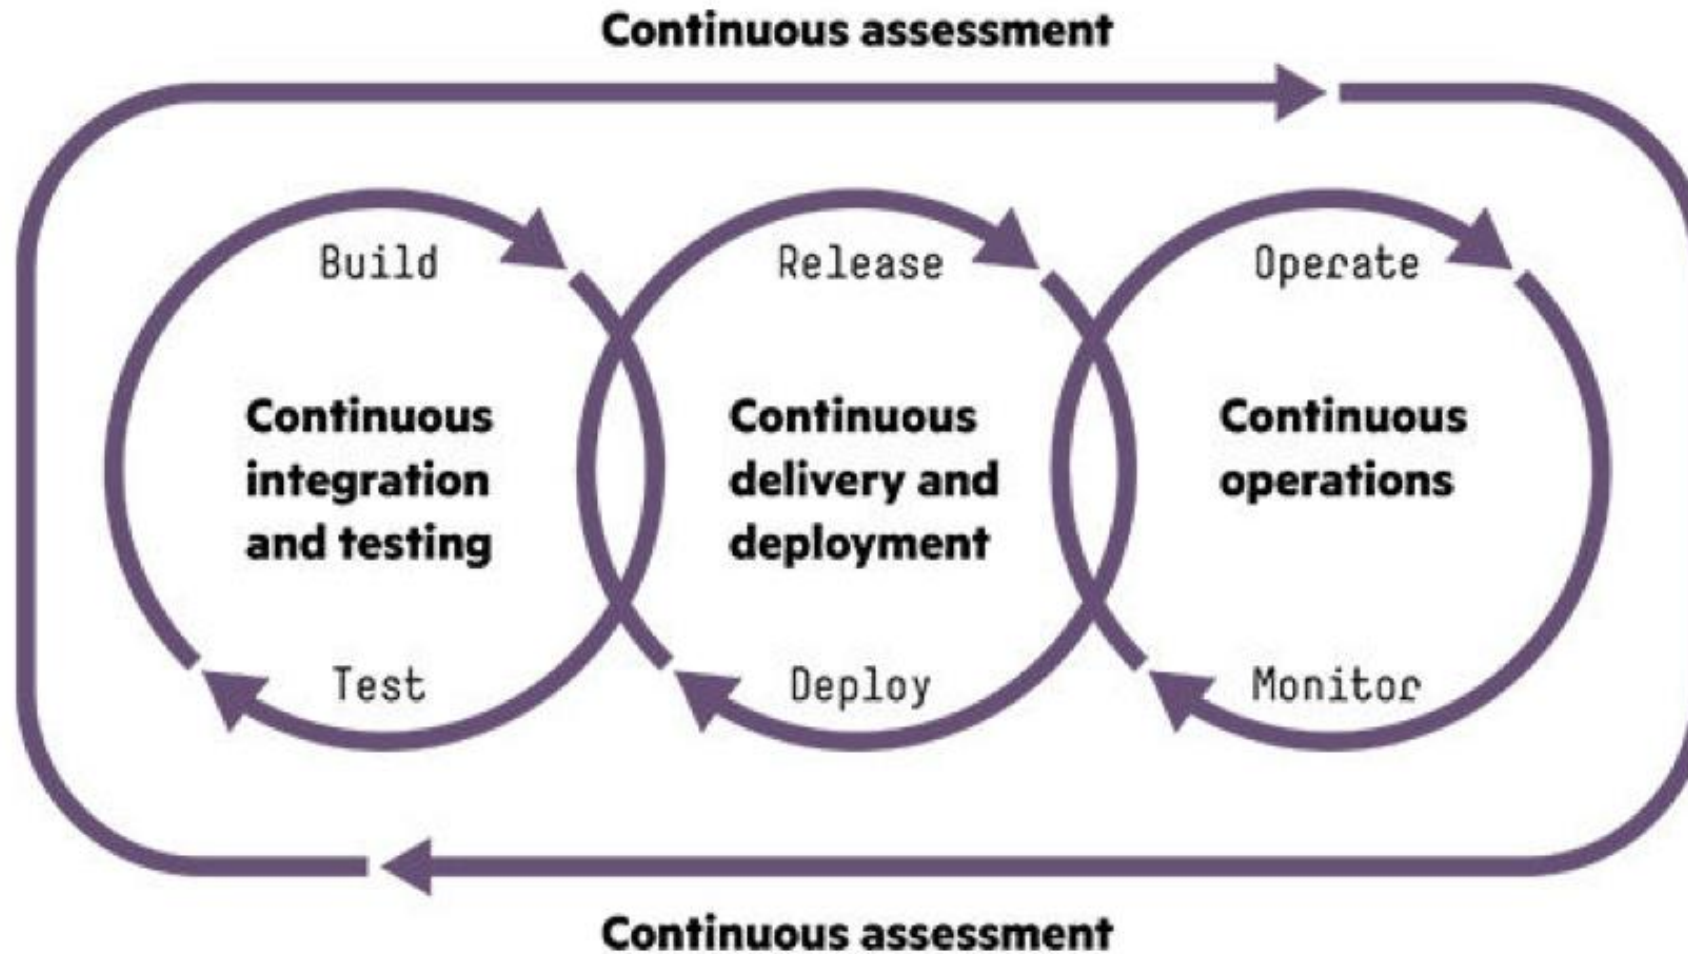 Continuous assessment
Build
Release
Operate
Continuous
integration
and testing
Continuous
delivery and
deployment
Continuous
operations
Test
Deploy
Monitor
Continuous assessment